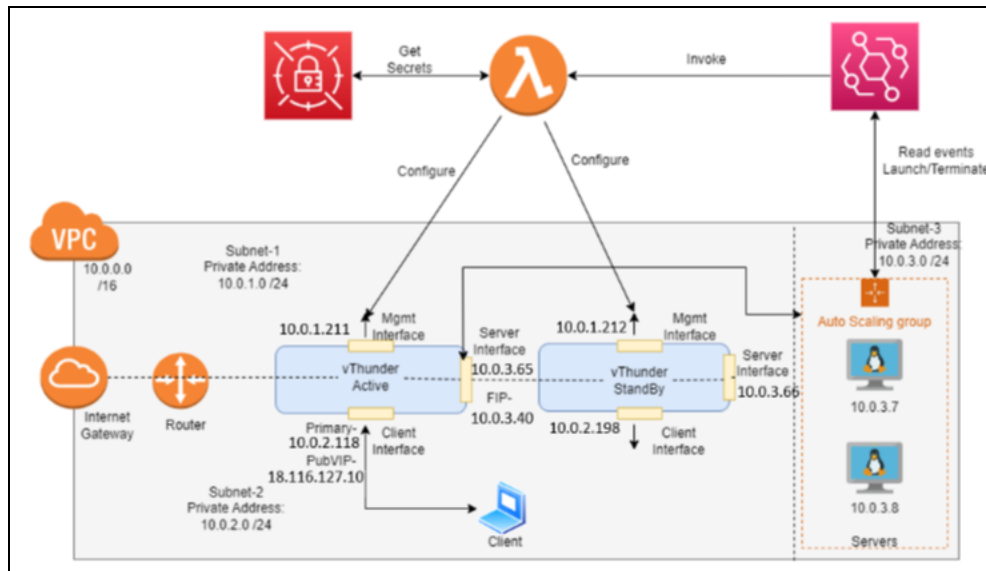 Get
Secrets
Invoke
Configure
Configure
Read events
Launch/Terminate
VPC
10.0.0.0
/16
Subnet-1
Private Address:
10.0.1.0 /24
Subnet-3
Private Address:
10.0.3.0 /24
Auto Scaling group
10.0.1.211
Mgmt
Interface
10.0.1.212
Mgmt
Interface
Server
Interface
10.0.3.65
FIP-
10.0.3.40
Server
Interface
10.0.3.66
vThunder
Active
vThunder
StandBy
Internet
Gateway
Router
Primary-
10.0.2.118
PubVIP-
18.116.127.10
Client
Interface
10.0.2.198
Client
Interface
10.0.3.7
Subnet-2
Private Address:
10.0.2.0 /24
Client
10.0.3.8
Servers